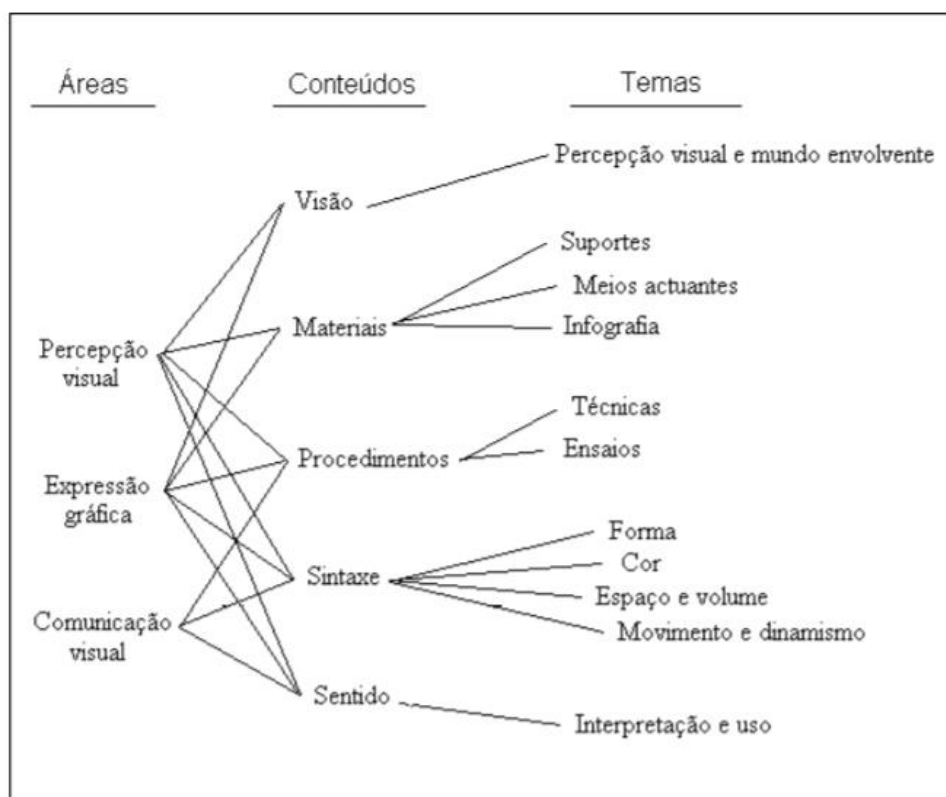 Áreas
Conteúdos
Temas
Percepção visual e mundo envolvente
Visão
Suportes
Meios actuantes
Materiais
Infografia
Percepção
visual
Técnicas
Ensaios
Procedimentos
Expressão
gráfica
Forma
Cor
Sintaxe
Espaço e volume
Movimento e dinamismo
Comunicação
visual
Sentido
Interpretação e uso